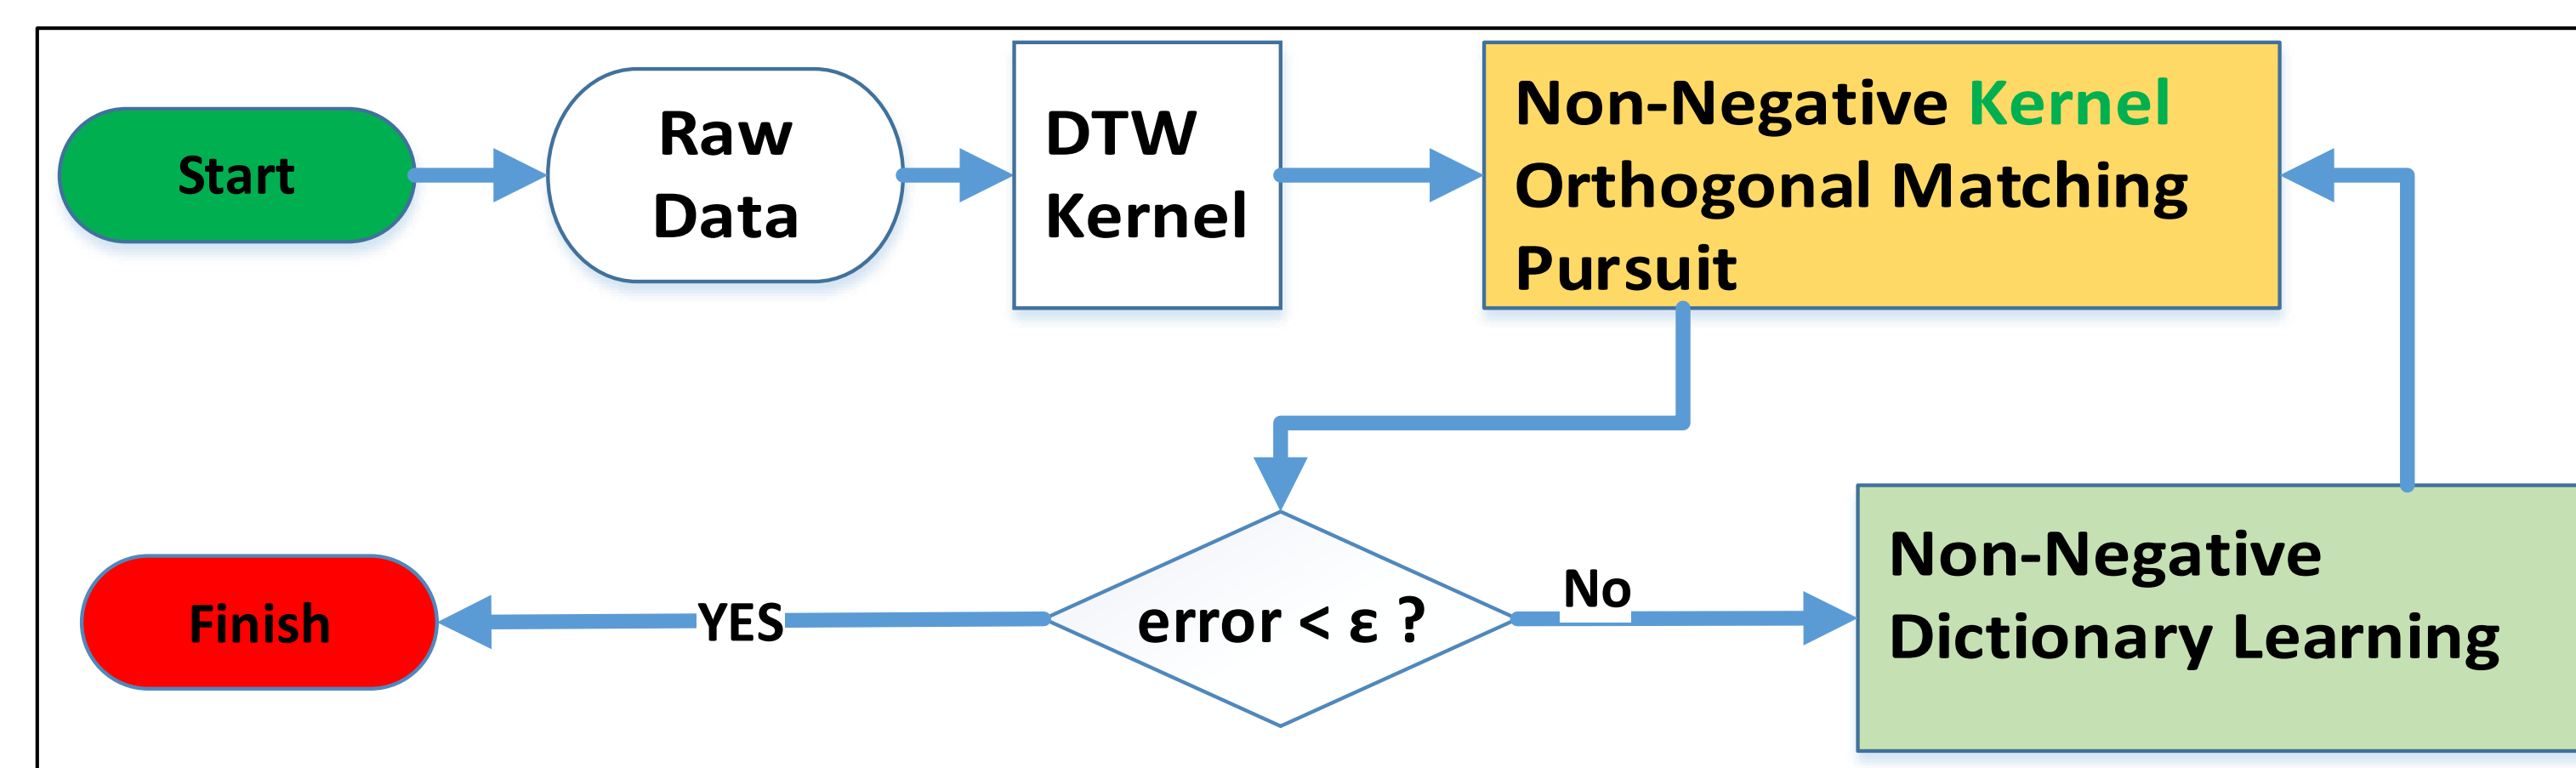 Start
Raw
Data
DTW
Kernel
Non-Negative Kernel
Orthogonal Matching
Pursuit
Finish
YES
error < ε ?
No
Non-Negative
Dictionary Learning